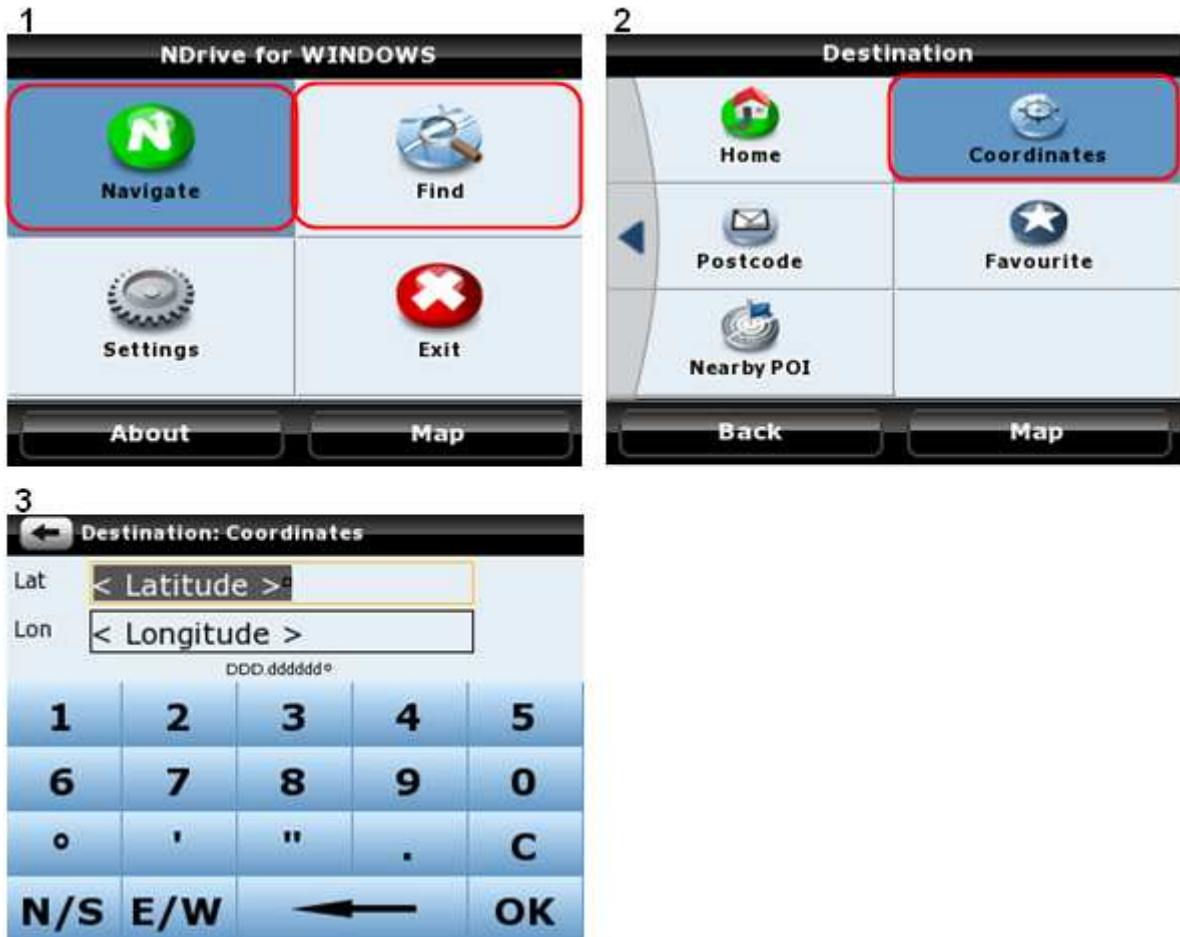 1
NDrive for WINDOWS
Navigate
Find
Settings
Exit
About
Map
2
Destination
Home
Coordinates
Postcode
Favourite
Nearby POI
Back
Map
3
Destination: Coordinates
Lat
< Latitude >°
Lon
< Longitude >
DDD.dddddd°
1 2 3 4 5
6 7 8 9 0
° ' " . C
N/S E/W OK